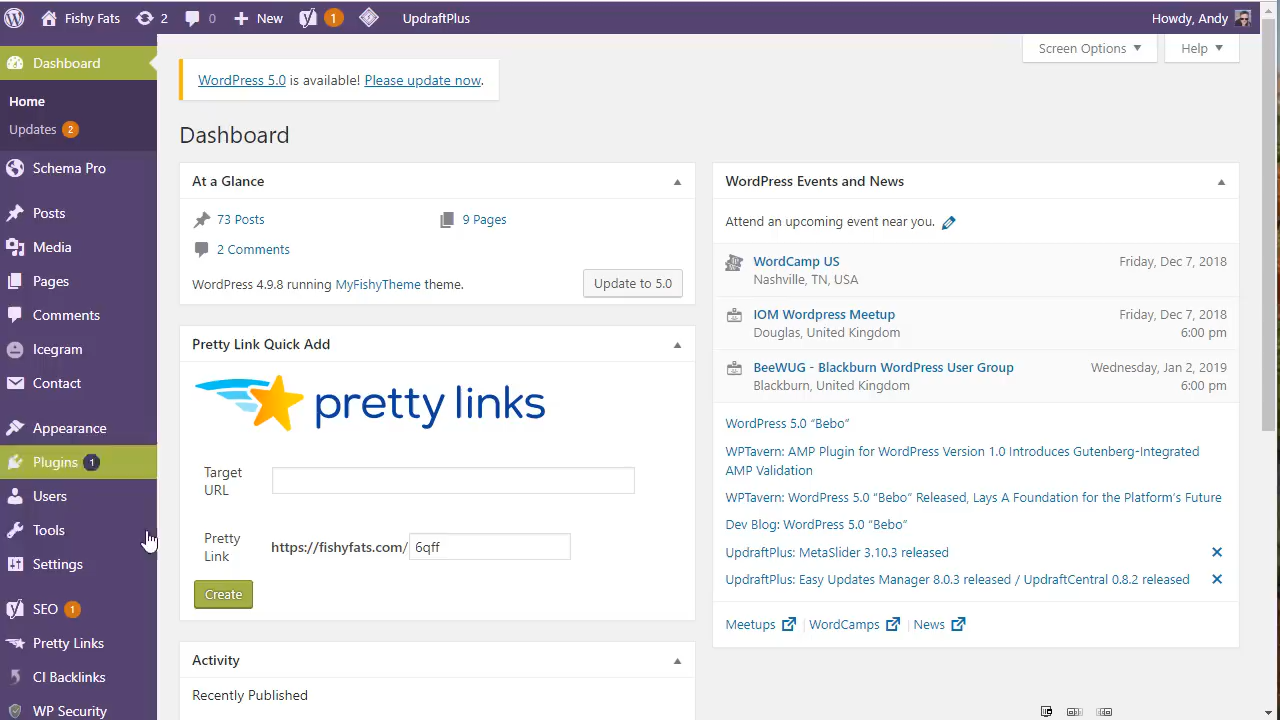 Fishy Fats 2 0 New 1 UpdraftPlus Howdy, Andy
Screen Options Help
Dashboard
Home
Updates 2
Schema Pro
Posts
Media
Pages
Comments
Icegram
Contact
Appearance
Plugins 1
Users
Tools
Settings
SEO 1
Pretty Links
CI Backlinks
WP Security
WordPress 5.0 is available! Please update now.
Dashboard
At a Glance
73 Posts 9 Pages
2 Comments
WordPress 4.9.8 running MyFishyTheme theme. Update to 5.0
Pretty Link Quick Add
pretty links
Target
URL
Pretty
Link
https://fishyfats.com/ 6qff
Create
Activity
Recently Published
WordPress Events and News
Attend an upcoming event near you.
WordCamp US Friday, Dec 7, 2018
Nashville, TN, USA
IOM Wordpress Meetup Friday, Dec 7, 2018
Douglas, United Kingdom 6:00 pm
BeeWUG - Blackburn WordPress User Group Wednesday, Jan 2, 2019
Blackburn, United Kingdom 6:00 pm
WordPress 5.0 “Bebo”
WPTavern: AMP Plugin for WordPress Version 1.0 Introduces Gutenberg-Integrated
AMP Validation
WPTavern: WordPress 5.0 “Bebo” Released, Lays A Foundation for the Platform’s Future
Dev Blog: WordPress 5.0 “Bebo”
UpdraftPlus: MetaSlider 3.10.3 released
UpdraftPlus: Easy Updates Manager 8.0.3 released / UpdraftCentral 0.8.2 released
Meetups | WordCamps | News